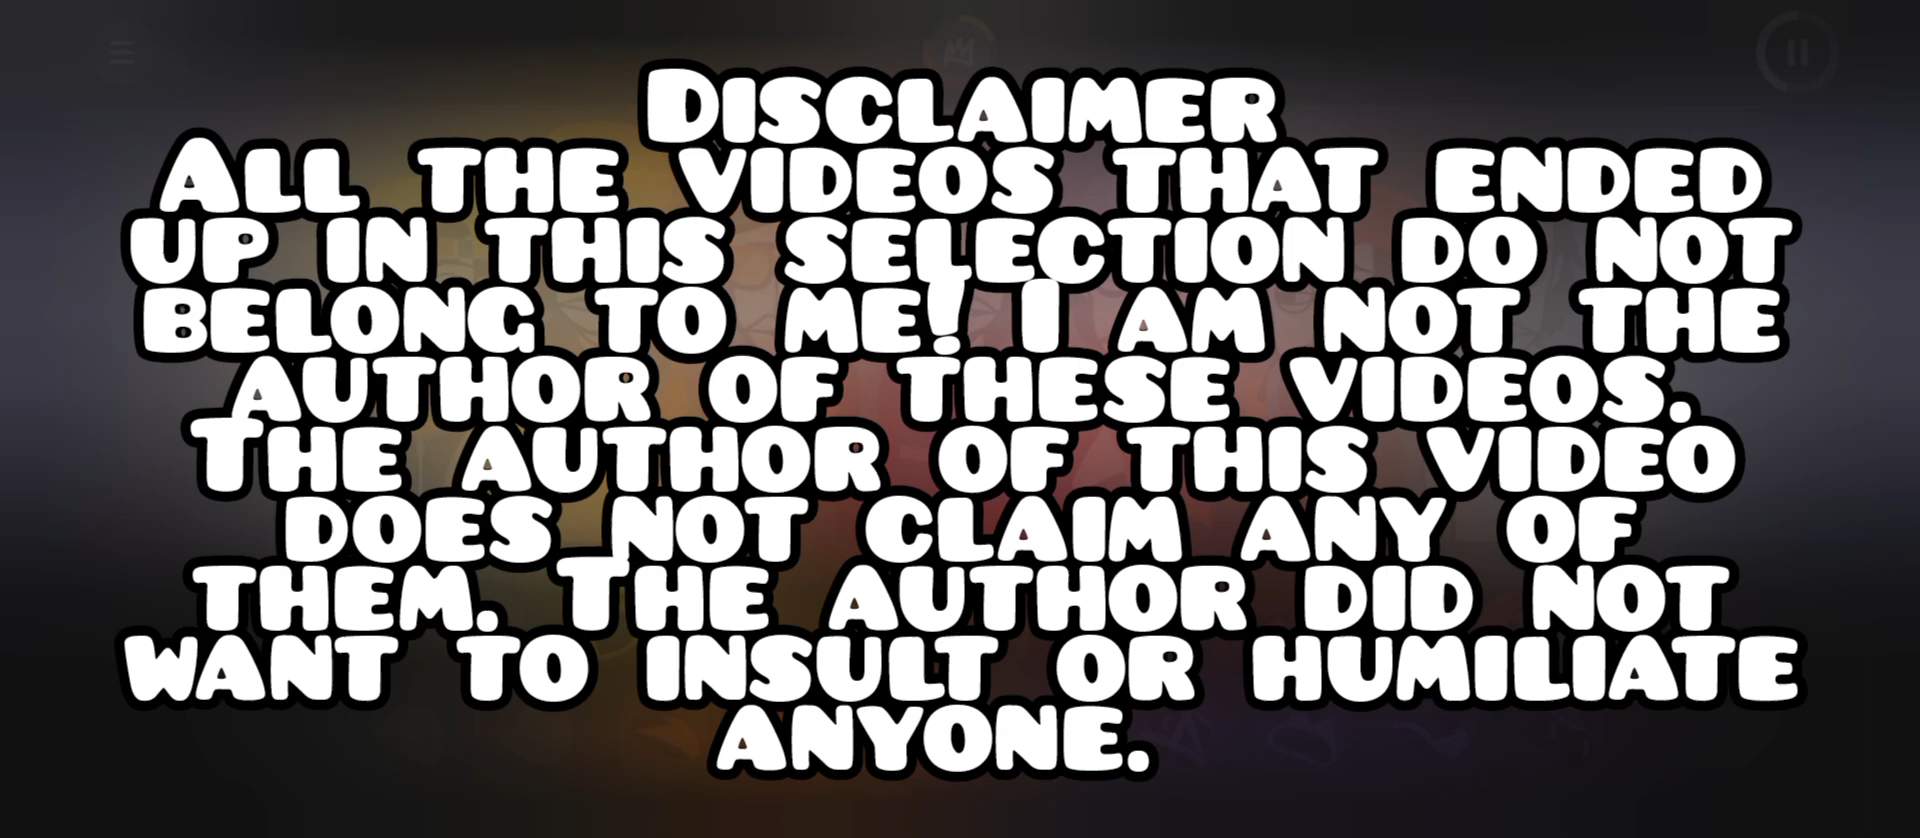 Disclaimer
All the videos that ended
up in this selection do not
belong to me! I am not the
author of these videos.
The author of this video
does not claim any of
them. The author did not
want to insult or humiliate
anyone.